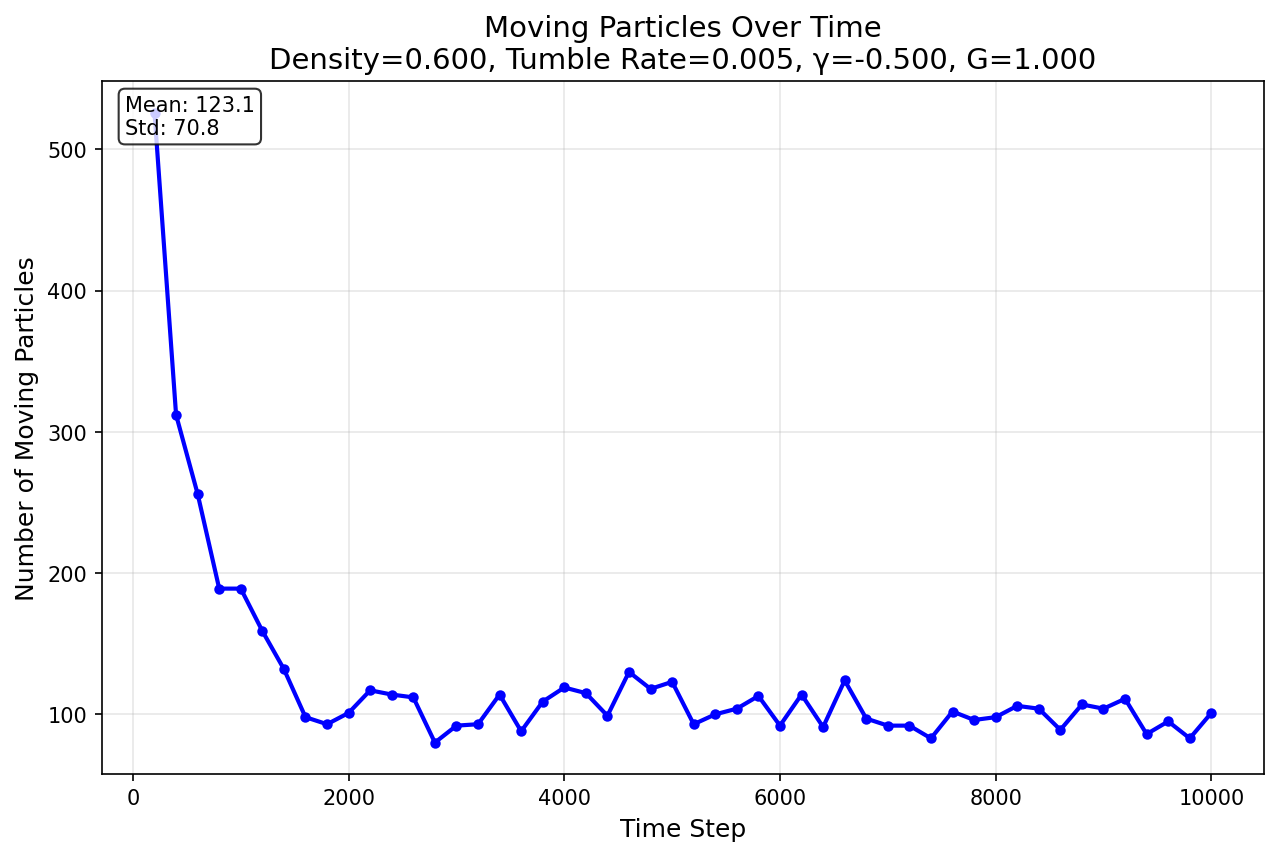 Moving Particles Over Time
Density=0.600, Tumble Rate=0.005, γ=-0.500, G=1.000
Mean: 123.1
Std: 70.8
Number of Moving Particles
500
400
300
200
100
0
2000
4000
6000
8000
10000
Time Step